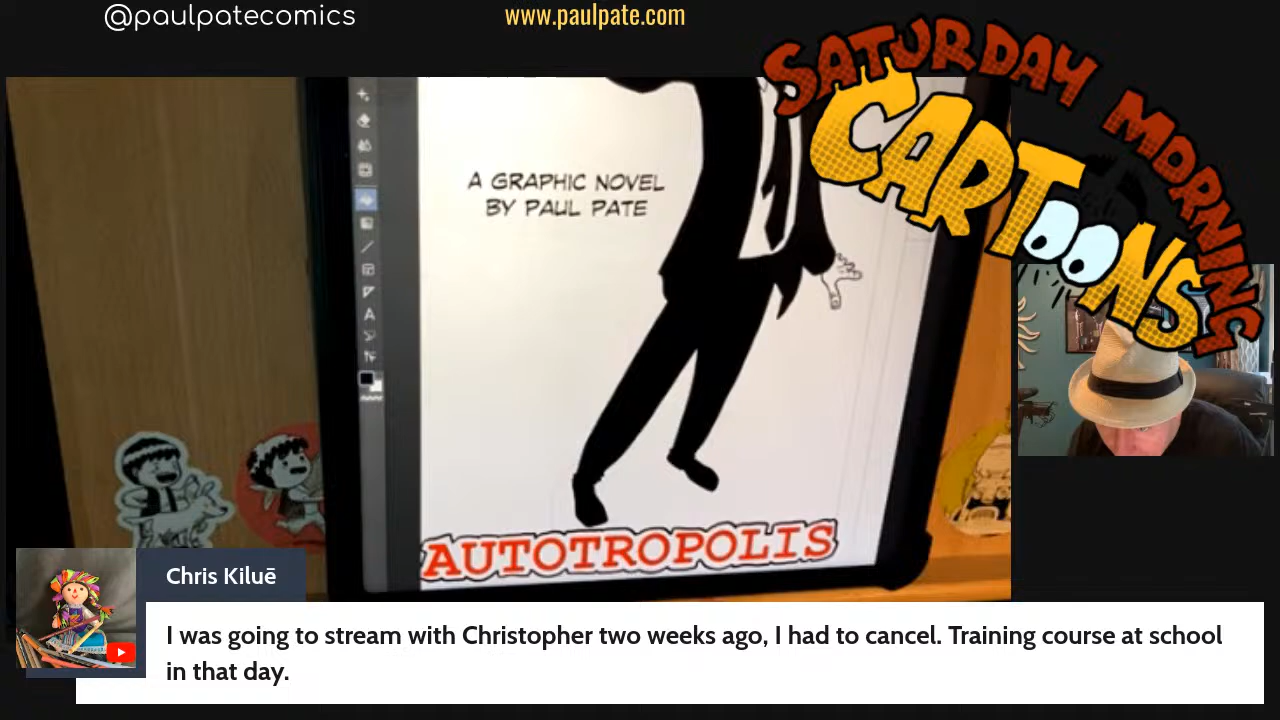 @paulpatecomics
www.paulpate.com
SATURDAY MORNING
CARTOONS
A GRAPHIC NOVEL
BY PAUL PATE
A
AUTOTROPOLIS
Chris Kiluē
I was going to stream with Christopher two weeks ago, I had to cancel. Training course at school
in that day.